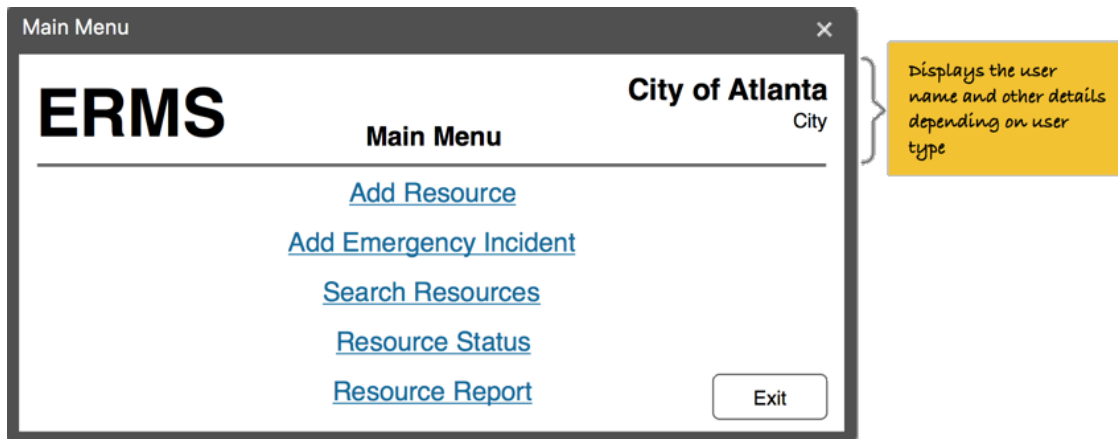 Main Menu ×
ERMS
City of Atlanta
City
Main Menu
Displays the user
name and other details
depending on user
type
Add Resource
Add Emergency Incident
Search Resources
Resource Status
Resource Report
Exit